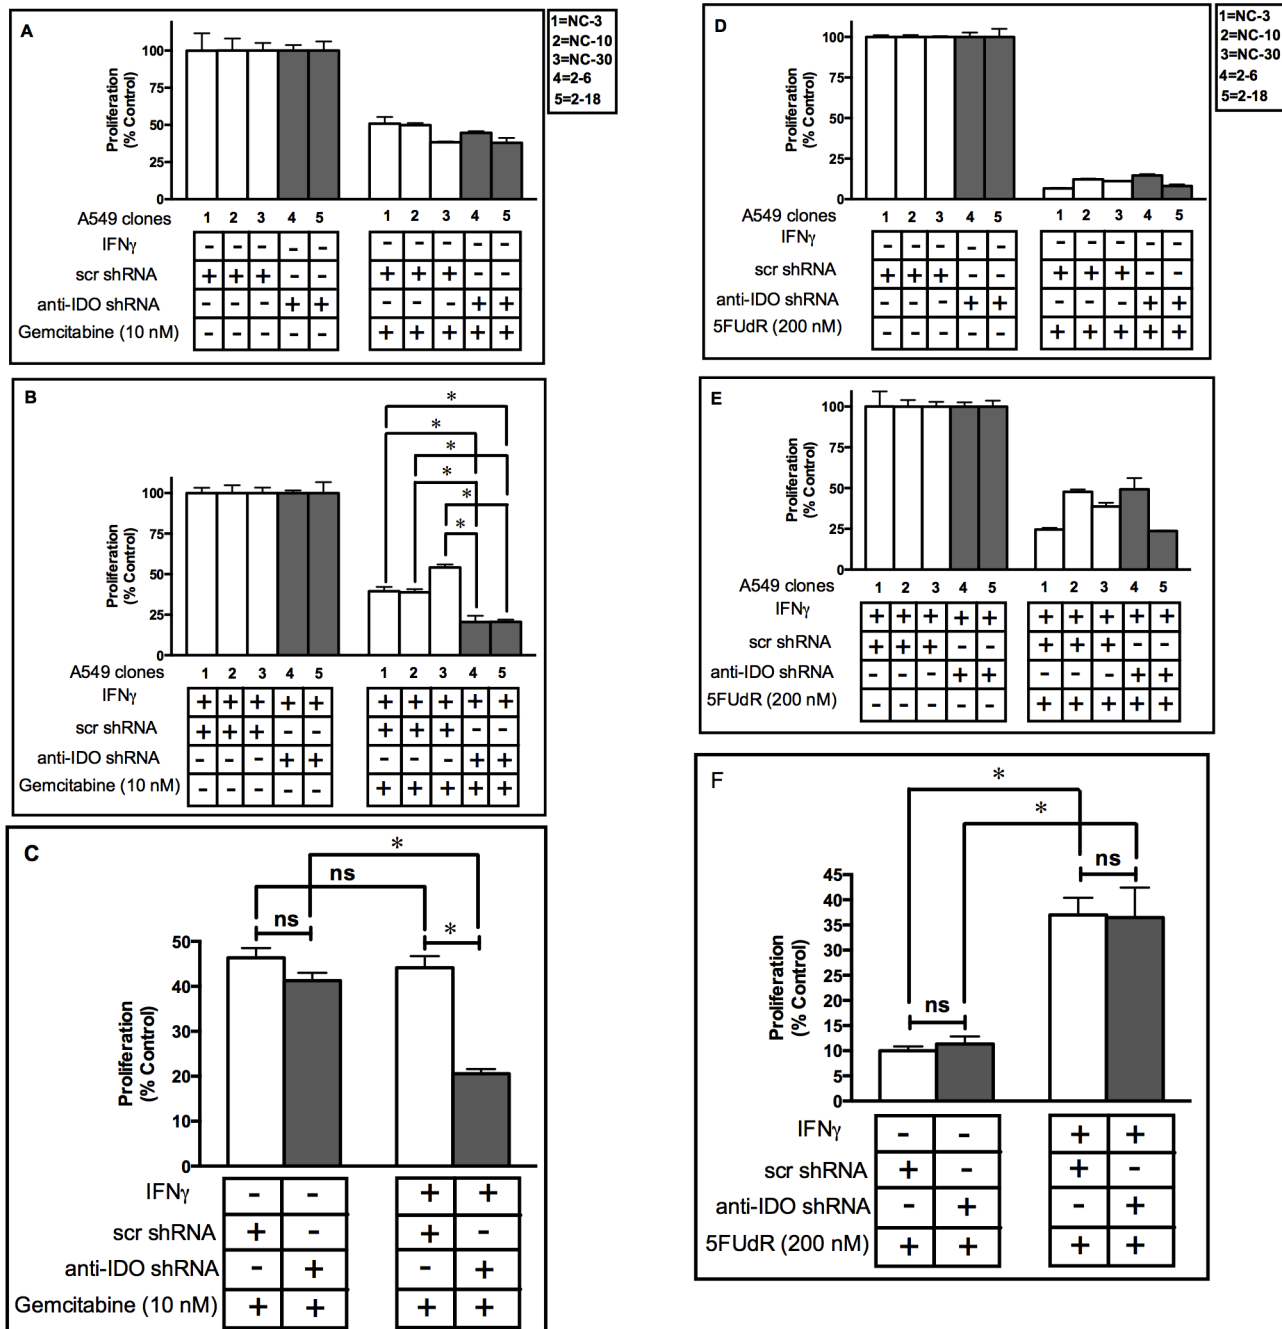 A
1=NC-3
2=NC-10
3=NC-30
4=2-6
5=2-18
Proliferation
(% Control)
100
75
50
25
0
A549 clones 1 2 3 4 5 1 2 3 4 5
IFNγ - - - - - - - - - -
scr shRNA + + + - - + + + - -
anti-IDO shRNA - - - + + - - - + +
Gemcitabine (10 nM) - - - - - + + + + +
B
* * * * * *
Proliferation
(% Control)
100
75
50
25
0
A549 clones 1 2 3 4 5 1 2 3 4 5
IFNγ + + + + + + + + + +
scr shRNA + + + - - + + + - -
anti-IDO shRNA - - - + + - - - + +
Gemcitabine (10 nM) - - - - - + + + + +
C
*
ns
ns *
Proliferation
(% Control)
50
40
30
20
10
0
IFNγ - - + +
scr shRNA + - + -
anti-IDO shRNA - + - +
Gemcitabine (10 nM) + + + +
D
1=NC-3
2=NC-10
3=NC-30
4=2-6
5=2-18
Proliferation
(% Control)
100
75
50
25
0
A549 clones 1 2 3 4 5 1 2 3 4 5
IFNγ - - - - - - - - - -
scr shRNA + + + - - + + + - -
anti-IDO shRNA - - - + + - - - + +
5FUdR (200 nM) - - - - - + + + + +
E
Proliferation
(% Control)
100
75
50
25
0
A549 clones 1 2 3 4 5 1 2 3 4 5
IFNγ + + + + + + + + + +
scr shRNA + + + - - + + + - -
anti-IDO shRNA - - - + + - - - + +
5FUdR (200 nM) - - - - - + + + + +
F
*
*
ns
ns
Proliferation
(% Control)
45
40
35
30
25
20
15
10
5
0
IFNγ - - + +
scr shRNA + - + -
anti-IDO shRNA - + - +
5FUdR (200 nM) + + + +